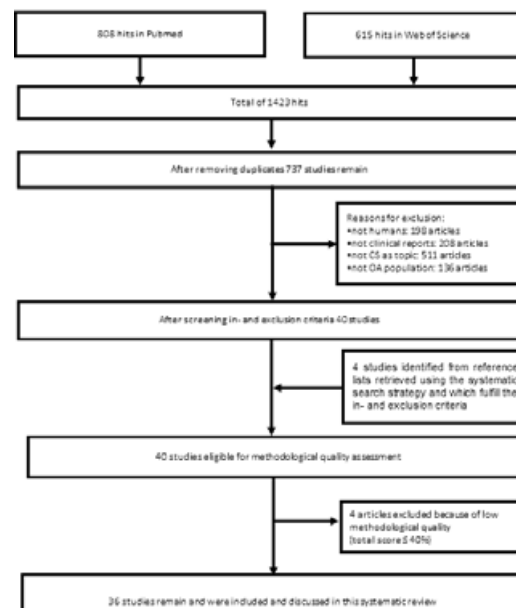 808 hits in Pubmed
615 hits in Web of Science
Total of 1423 hits
After removing duplicates 737 studies remain
Reasons for exclusion:
•not humans: 198 articles
•not clinical reports: 208 articles
•not CS as topic: 511 articles
•not OA population: 136 articles
After screening in- and exclusion criteria 40 studies
4 studies identified from reference
lists retrieved using the systematic
search strategy and which fulfill the
in- and exclusion criteria
40 studies eligible for methodological quality assessment
4 articles excluded because of low
methodological quality
(total score ≤ 40%)
36 studies remain and were included and discussed in this systematic review